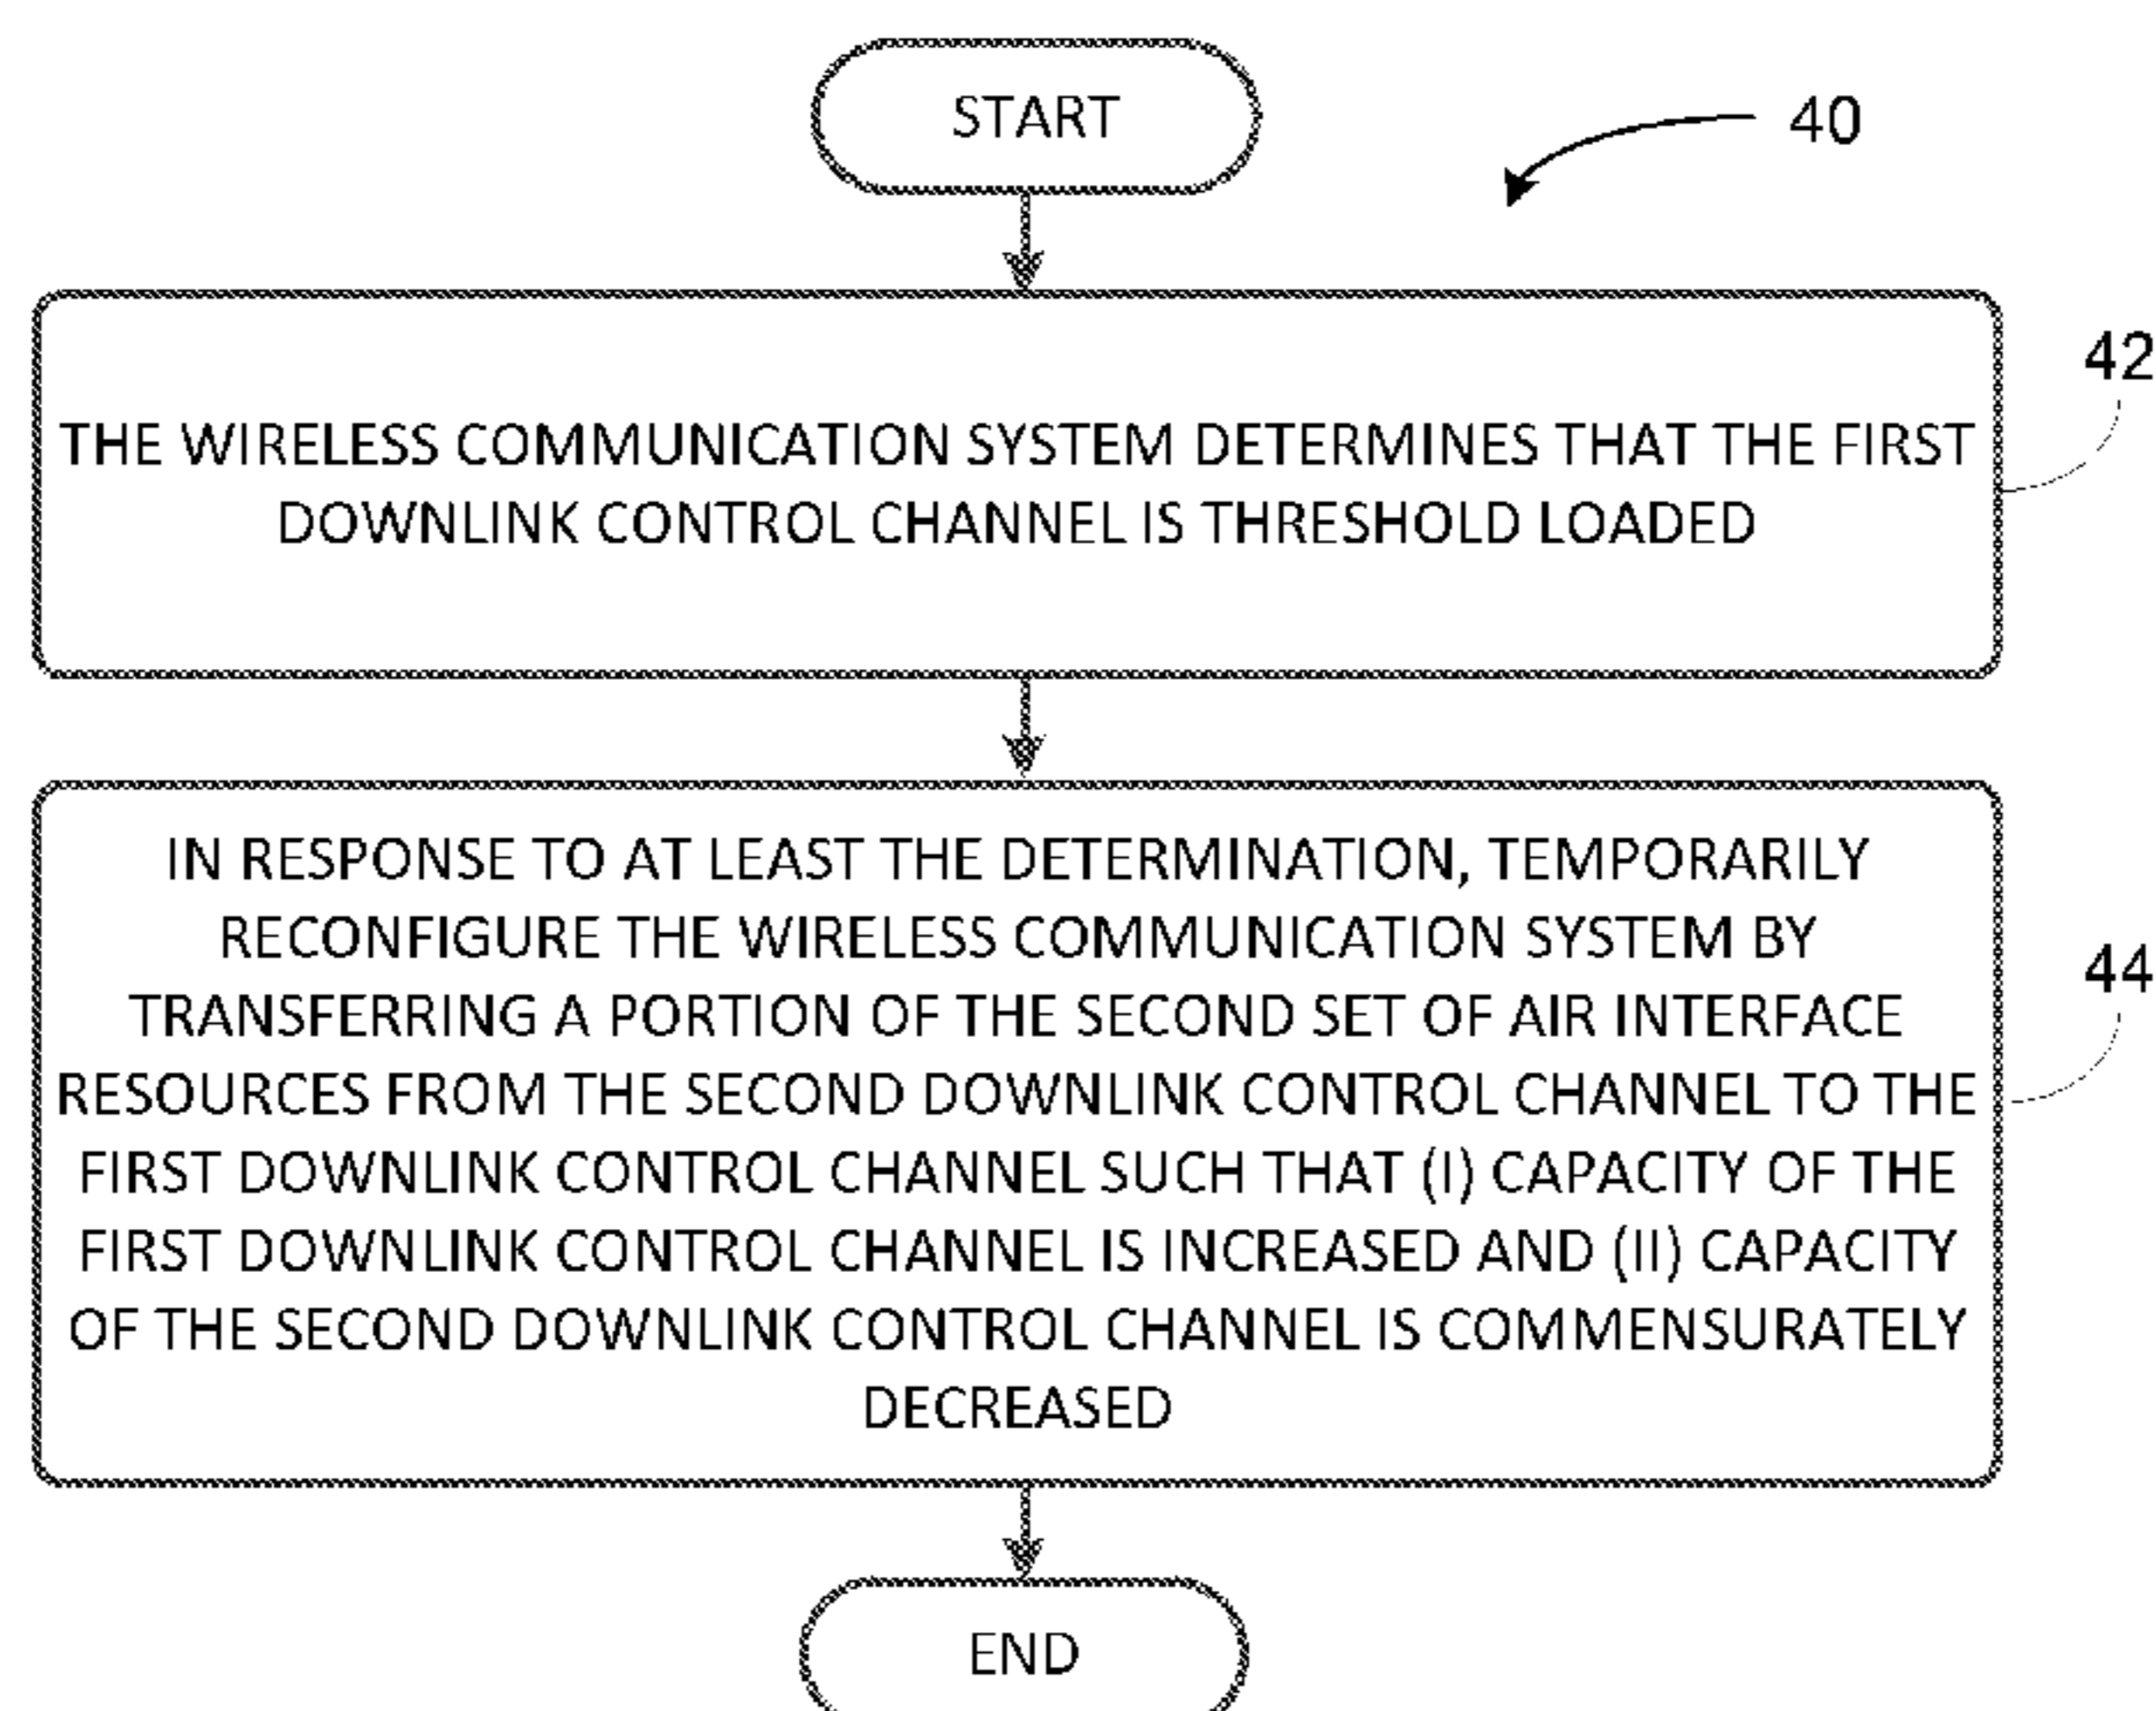 START
40
42
THE WIRELESS COMMUNICATION SYSTEM DETERMINES THAT THE FIRST
DOWNLINK CONTROL CHANNEL IS THRESHOLD LOADED
44
IN RESPONSE TO AT LEAST THE DETERMINATION, TEMPORARILY
RECONFIGURE THE WIRELESS COMMUNICATION SYSTEM BY
TRANSFERRING A PORTION OF THE SECOND SET OF AIR INTERFACE
RESOURCES FROM THE SECOND DOWNLINK CONTROL CHANNEL TO THE
FIRST DOWNLINK CONTROL CHANNEL SUCH THAT (I) CAPACITY OF THE
FIRST DOWNLINK CONTROL CHANNEL IS INCREASED AND (II) CAPACITY
OF THE SECOND DOWNLINK CONTROL CHANNEL IS COMMENSURATELY
DECREASED
END